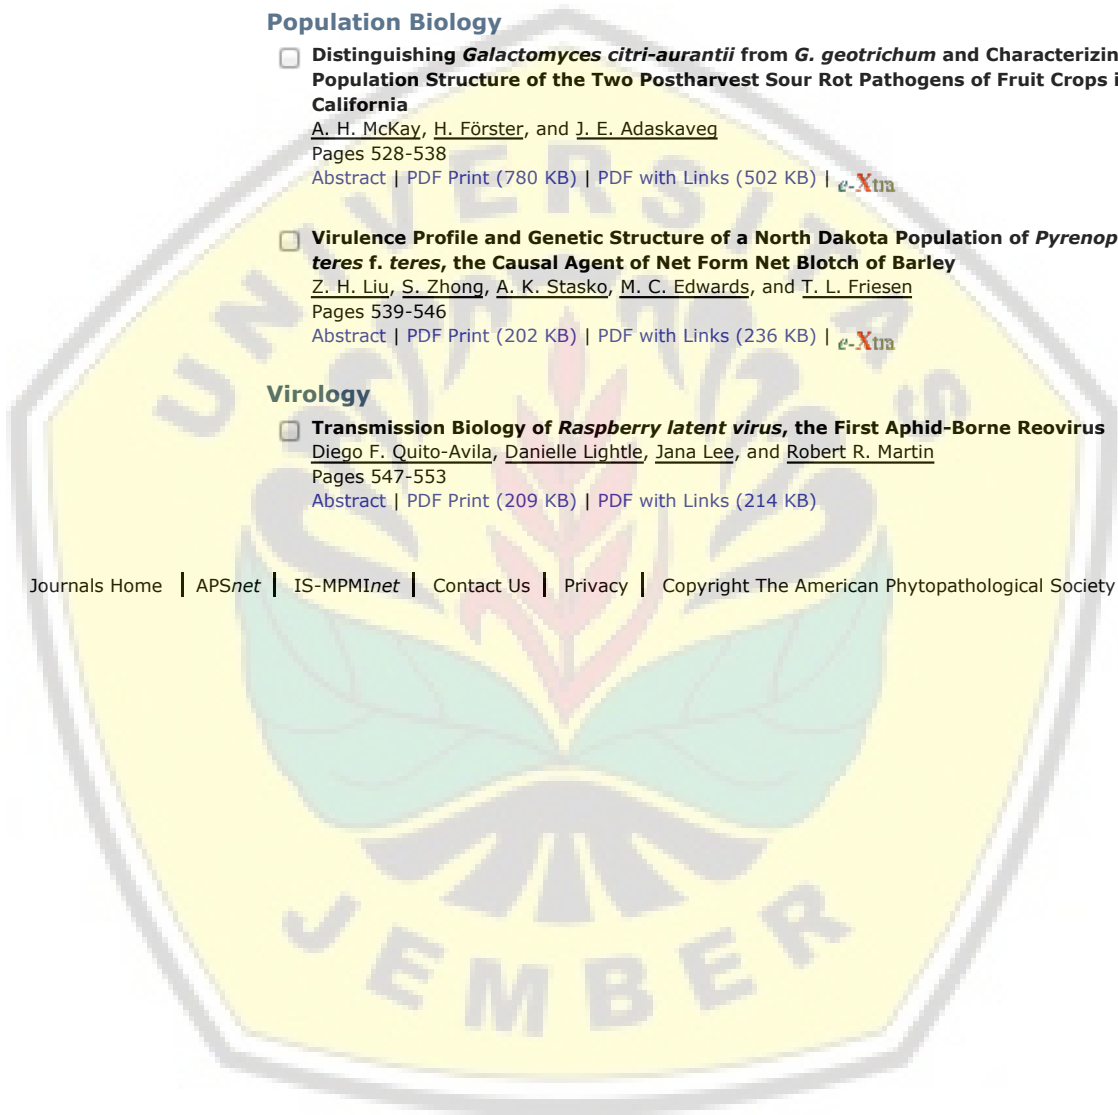 Population Biology
Distinguishing Galactomyces citri-aurantii from G. geotrichum and Characterizin
Population Structure of the Two Postharvest Sour Rot Pathogens of Fruit Crops i
California
A. H. McKay, H. Förster, and J. E. Adaskaveg
Pages 528-538
Abstract | PDF Print (780 KB) | PDF with Links (502 KB) | e-Xtra
Virulence Profile and Genetic Structure of a North Dakota Population of Pyrenop
teres f. teres, the Causal Agent of Net Form Net Blotch of Barley
Z. H. Liu, S. Zhong, A. K. Stasko, M. C. Edwards, and T. L. Friesen
Pages 539-546
Abstract | PDF Print (202 KB) | PDF with Links (236 KB) | e-Xtra
Virology
Transmission Biology of Raspberry latent virus, the First Aphid-Borne Reovirus
Diego F. Quito-Avila, Danielle Lightle, Jana Lee, and Robert R. Martin
Pages 547-553
Abstract | PDF Print (209 KB) | PDF with Links (214 KB)
Journals Home | APSnet | IS-MPMInet | Contact Us | Privacy | Copyright The American Phytopathological Society
UNIVERSITAS
JEMBER